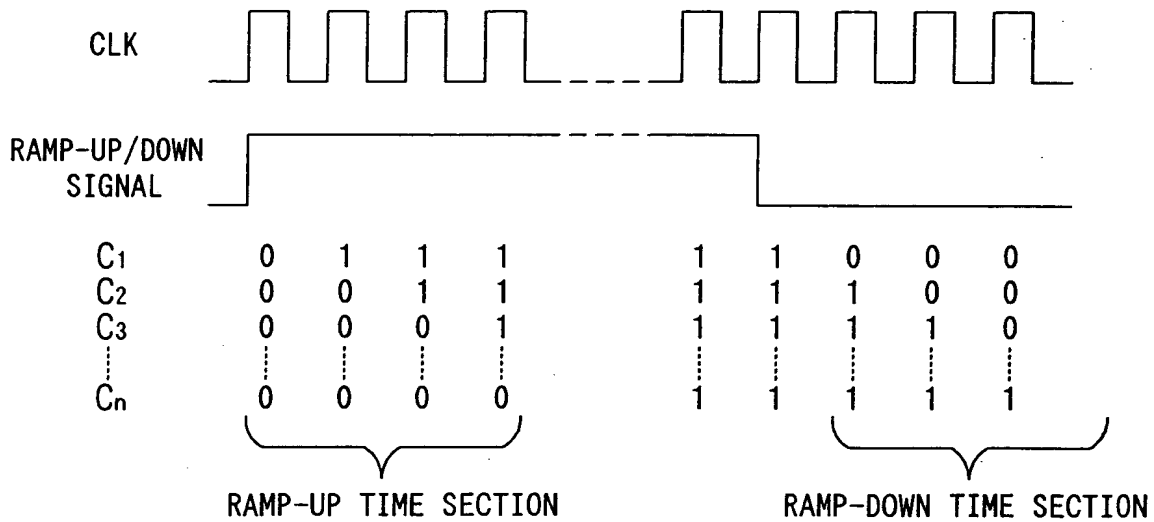 CLK
RAMP-UP/DOWN
SIGNAL
C1 0 1 1 1 1 1 0 0 0
C2 0 0 1 1 1 1 1 0 0
C3 0 0 0 1 1 1 1 1 0
Cn 0 0 0 0 1 1 1 1 1
RAMP-UP TIME SECTION RAMP-DOWN TIME SECTION